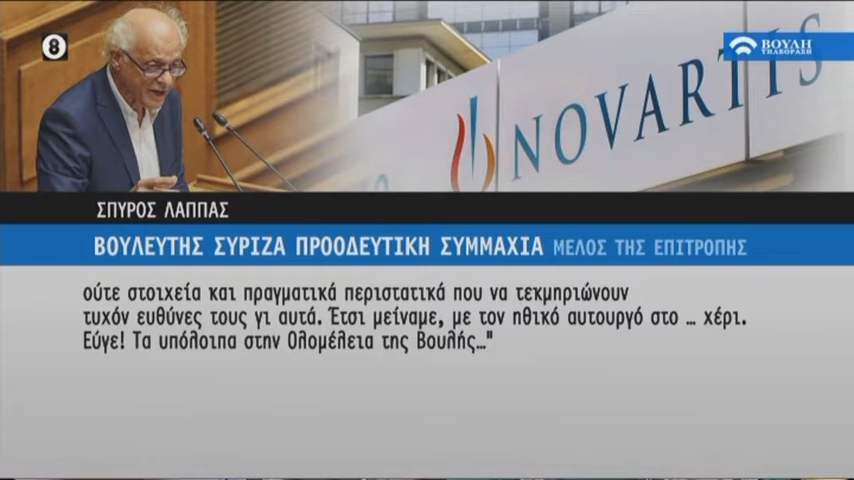 8
ΒΟΥΛΗ
ΤΗΛΕΟΡΑΣΗ
NOVARTIS
ΣΠΥΡΟΣ ΛΑΠΠΑΣ
ΒΟΥΛΕΥΤΗΣ ΣΥΡΙΖΑ ΠΡΟΟΔΕΥΤΙΚΗ ΣΥΜΜΑΧΙΑ ΜΕΛΟΣ ΤΗΣ ΕΠΙΤΡΟΠΗΣ
ούτε στοιχεία και πραγματικά περιστατικά που να τεκμηριώνουν
τυχόν ευθύνες τους γι αυτά. Έτσι μείναμε, με τον ηθικό αυτουργό στο … χέρι.
Εύγε! Τα υπόλοιπα στην Ολομέλεια της Βουλής…"